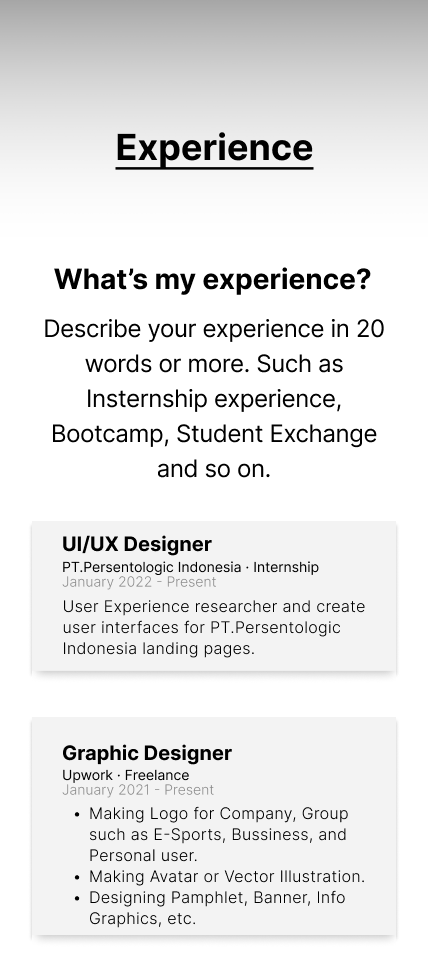 Experience
What's my experience?
Describe your experience in 20
words or more. Such as
Insternship experience,
Bootcamp, Student Exchange
and so on.
UI/UX Designer
PT.Persentologic Indonesia · Internship
January 2022 - Present
User Experience researcher and create
user interfaces for PT.Persentologic
Indonesia landing pages.
Graphic Designer
Upwork · Freelance
January 2021 - Present
• Making Logo for Company, Group
such as E-Sports, Bussiness, and
Personal user.
• Making Avatar or Vector Illustration.
• Designing Pamphlet, Banner, Info
Graphics, etc.